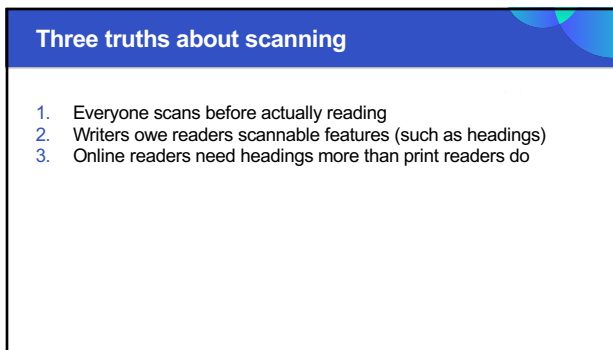 Three truths about scanning
1. Everyone scans before actually reading
2. Writers owe readers scannable features (such as headings)
3. Online readers need headings more than print readers do